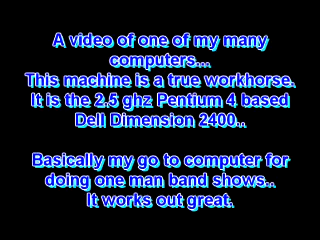 A video of one of my many
computers...
This machine is a true workhorse.
It is the 2.5 ghz Pentium 4 based
Dell Dimension 2400..
Basically my go to computer for
doing one man band shows..
It works out great.